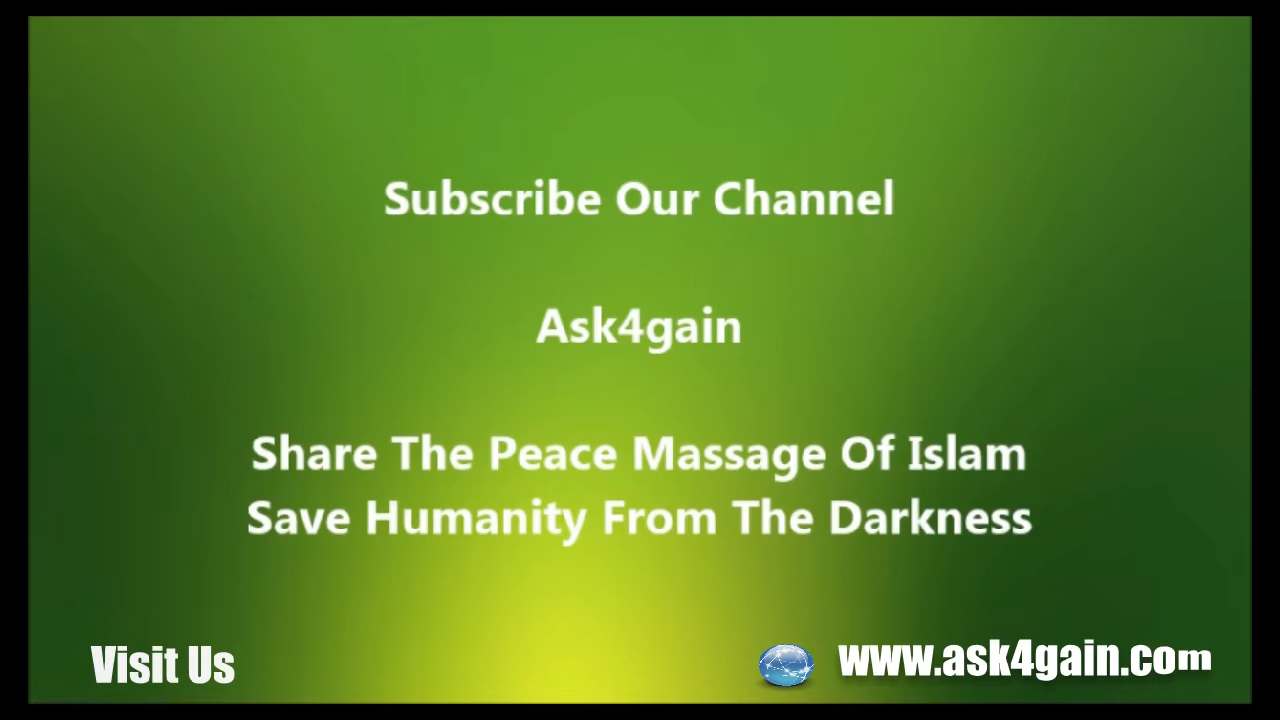 Subscribe Our Channel
Ask4gain
Share The Peace Massage Of Islam
Save Humanity From The Darkness
Visit Us
www.ask4gain.com